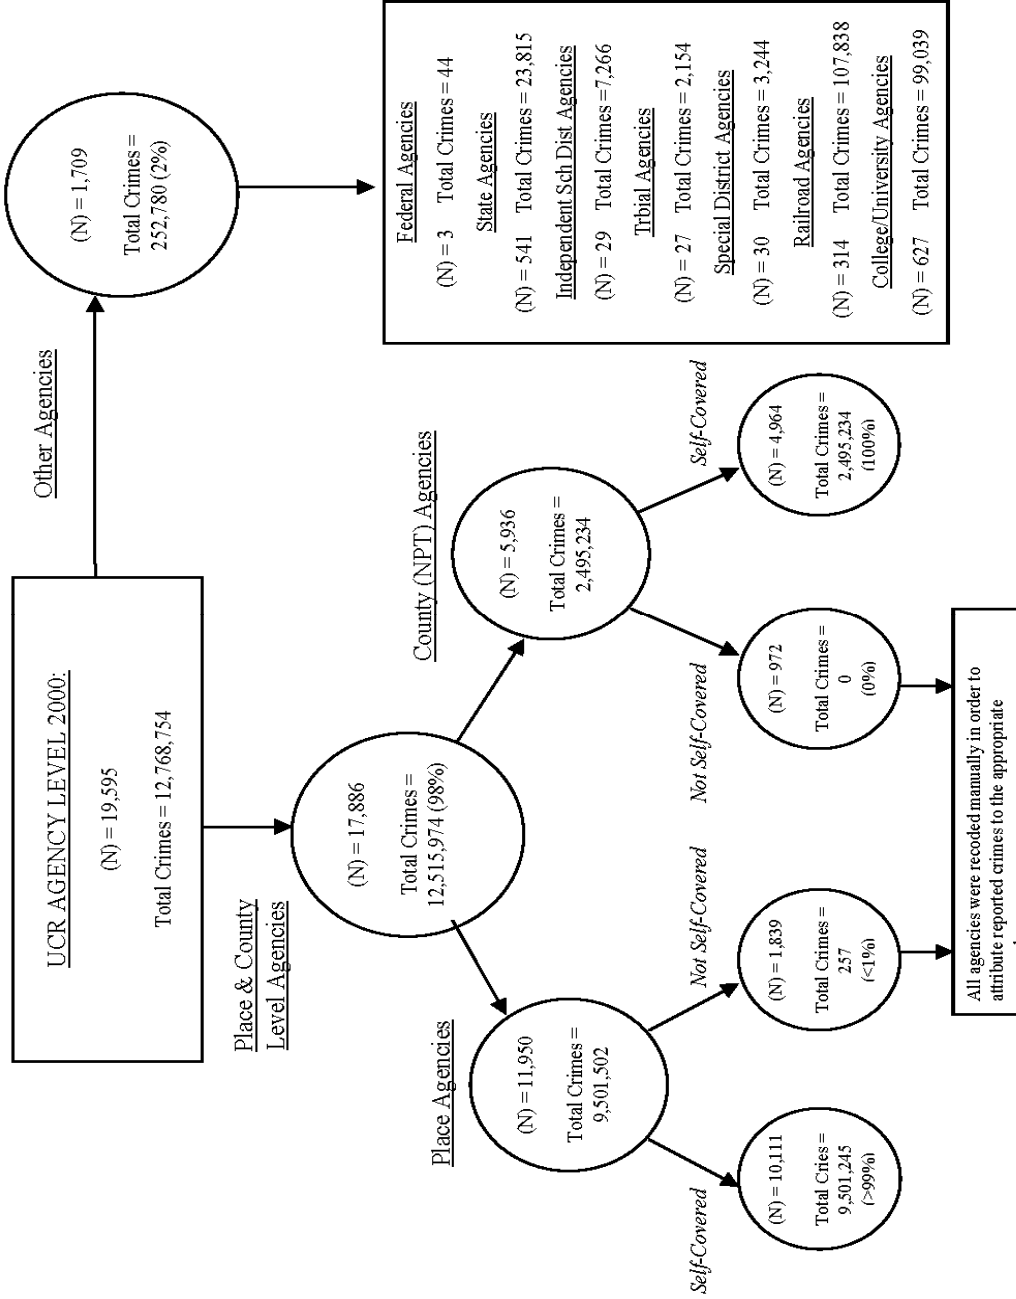 UCR AGENCY LEVEL 2000:
(N) = 19,595
Total Crimes = 12,768,754
Other Agencies
(N) = 1,709
Total Crimes =
252,780 (2%)
Place & County
Level Agencies
(N) = 17,886
Total Crimes =
12,515,974 (98%)
Federal Agencies
(N) = 3 Total Crimes = 44
State Agencies
(N) = 541 Total Crimes = 23,815
Independent Sch Dist Agencies
(N) = 29 Total Crimes =7,266
Trbial Agencies
(N) = 27 Total Crimes = 2,154
Special District Agencies
(N) = 30 Total Crimes = 3,244
Railroad Agencies
(N) = 314 Total Crimes = 107,838
College/University Agencies
(N) = 627 Total Crimes = 99,039
Place Agencies
(N) = 11,950
Total Crimes =
9,501,502
County (NPT) Agencies
(N) = 5,936
Total Crimes =
2,495,234
Self-Covered
(N) = 10,111
Total Cries =
9,501,245
(>99%)
Not Self-Covered
(N) = 1,839
Total Crimes =
257
(<1%)
Not Self-Covered
(N) = 972
Total Crimes =
0
(0%)
Self-Covered
(N) = 4,964
Total Crimes =
2,495,234
(100%)
All agencies were recoded manually in order to
attribute reported crimes to the appropriate